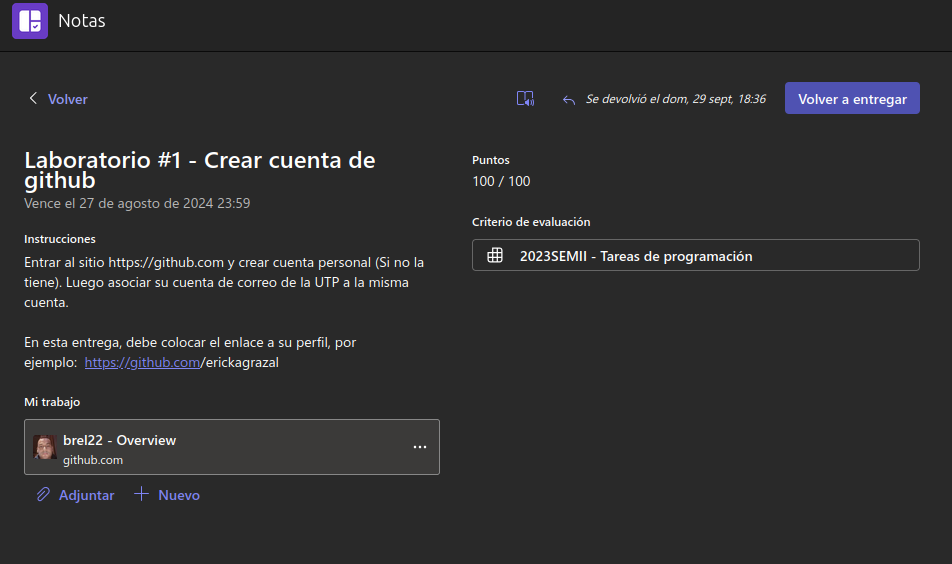 Notas
Volver
Se devolvió el dom, 29 sept, 18:36
Volver a entregar
Laboratorio #1 - Crear cuenta de
github
Vence el 27 de agosto de 2024 23:59
Instrucciones
Entrar al sitio https://github.com y crear cuenta personal (Si no la
tiene). Luego asociar su cuenta de correo de la UTP a la misma
cuenta.
En esta entrega, debe colocar el enlace a su perfil, por
ejemplo: https://github.com/erickagrazal
Mi trabajo
brel22 - Overview
github.com
Adjuntar
Nuevo
Puntos
100 / 100
Criterio de evaluación
2023SEMII - Tareas de programación